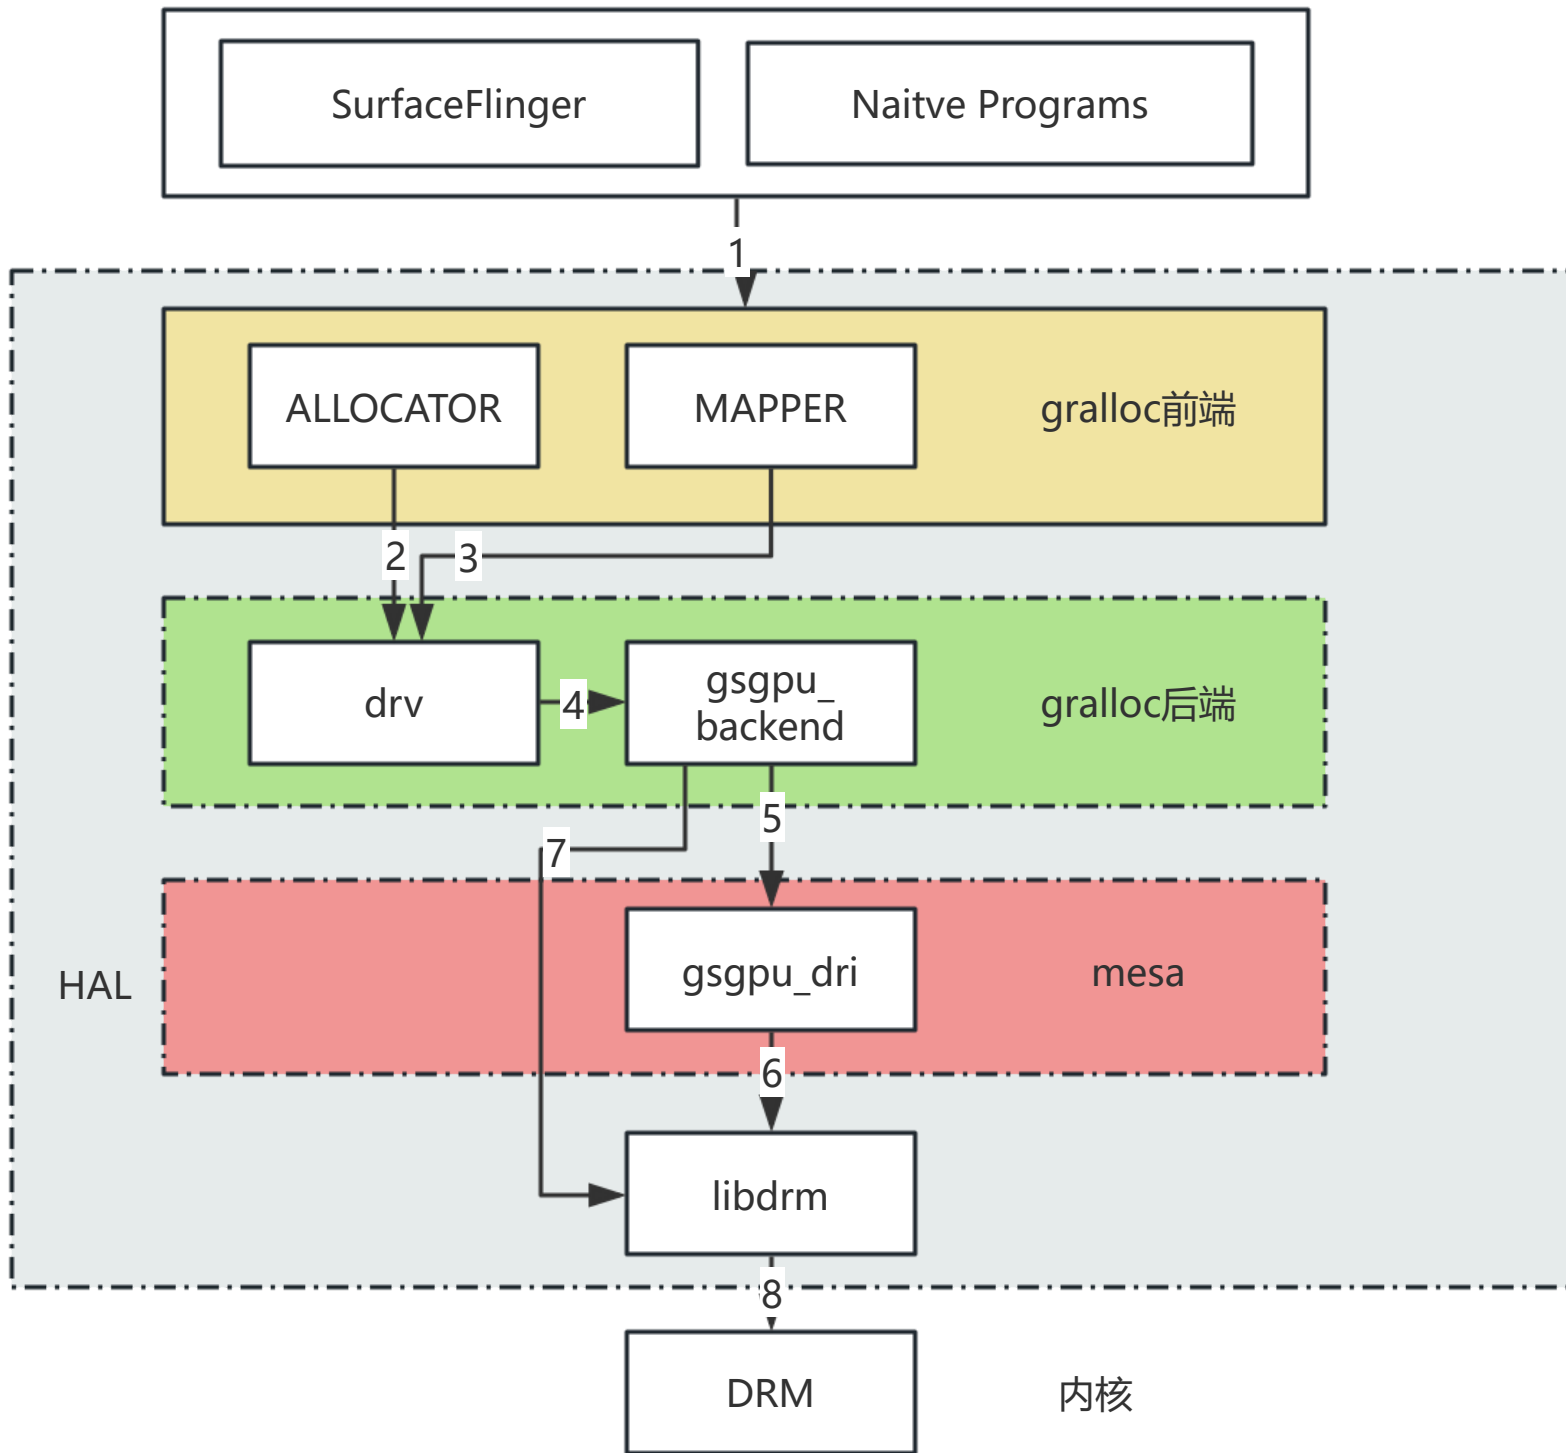 SurfaceFlinger
Naitve Programs
1
ALLOCATOR
MAPPER
gralloc前端
2
3
drv
4
gsgpu_
backend
gralloc后端
5
7
gsgpu_dri
mesa
HAL
6
libdrm
8
DRM
内核